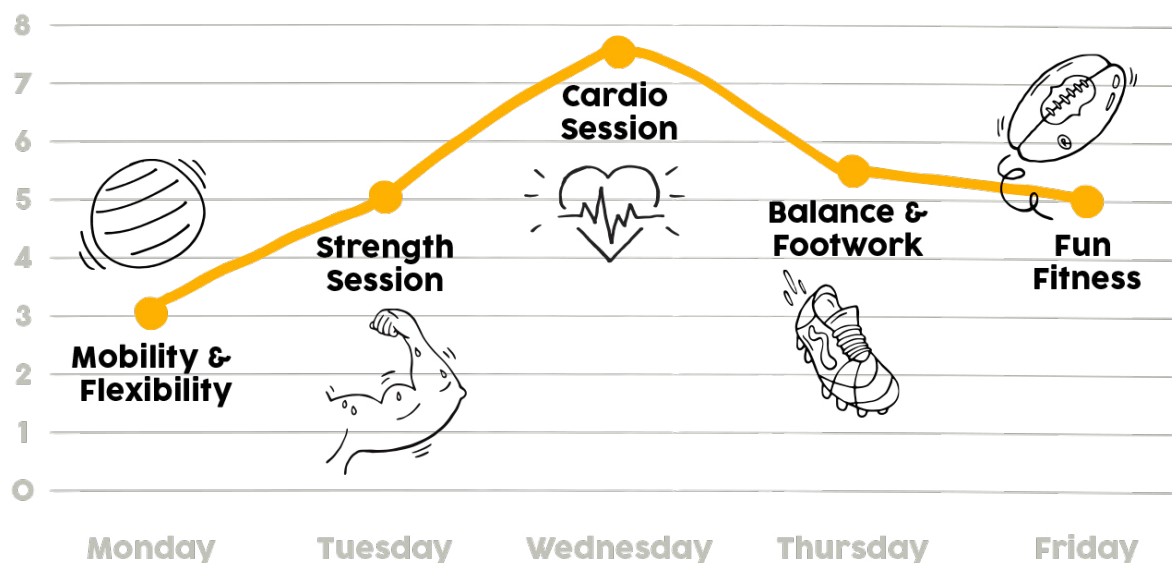 8
7
6
5
4
3
2
1
0
Cardio
Session
Strength
Session
Balance &
Footwork
Fun
Fitness
Mobility &
Flexibility
Monday
Tuesday
Wednesday
Thursday
Friday